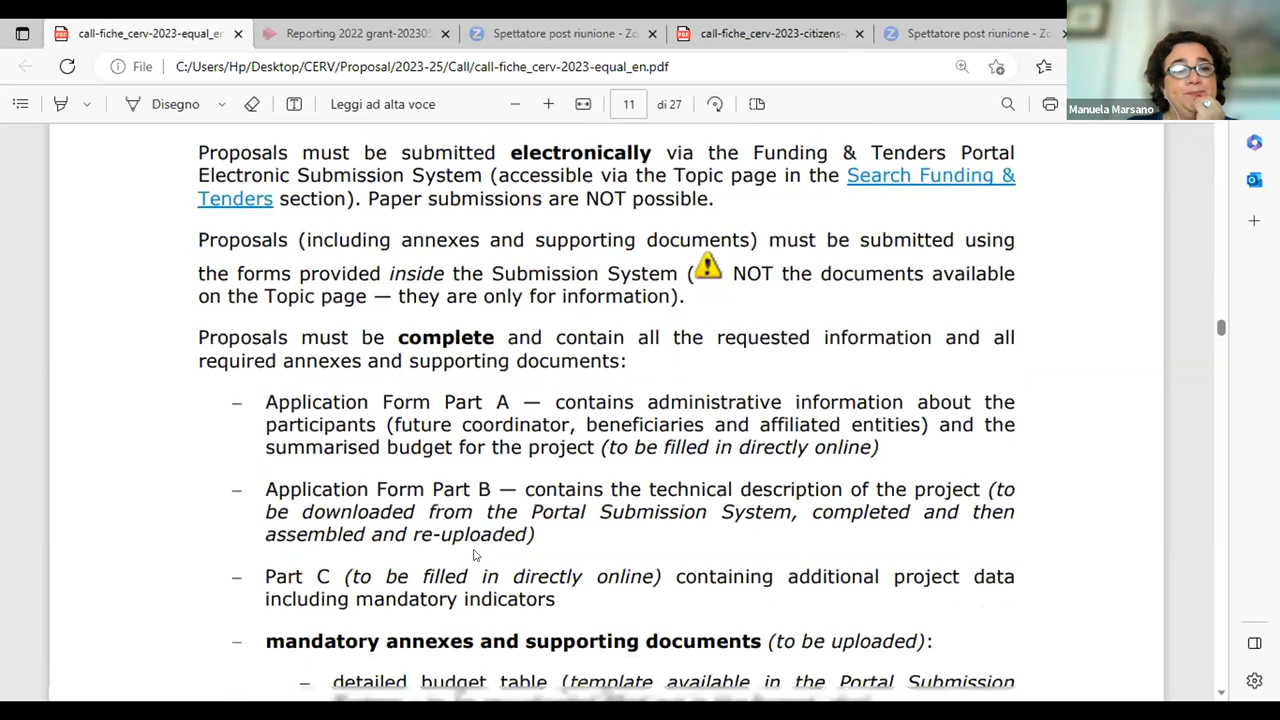 call-fiche_cerv-2023-equal_en
Reporting 2022 grant-202305
Spettatore post riunione - Zo
call-fiche_cerv-2023-citizens-
Spettatore post riunione - Zo
File
C:/Users/Hp/Desktop/CERV/Proposal/2023-25/Call/call-fiche_cerv-2023-equal_en.pdf
Disegno
Leggi ad alta voce
11 di 27
Manuela Marsano
Proposals must be submitted electronically via the Funding & Tenders Portal
Electronic Submission System (accessible via the Topic page in the Search Funding &
Tenders section). Paper submissions are NOT possible.
Proposals (including annexes and supporting documents) must be submitted using
the forms provided inside the Submission System ( NOT the documents available
on the Topic page — they are only for information).
Proposals must be complete and contain all the requested information and all
required annexes and supporting documents:
– Application Form Part A — contains administrative information about the
participants (future coordinator, beneficiaries and affiliated entities) and the
summarised budget for the project (to be filled in directly online)
– Application Form Part B — contains the technical description of the project (to
be downloaded from the Portal Submission System, completed and then
assembled and re-uploaded)
– Part C (to be filled in directly online) containing additional project data
including mandatory indicators
– mandatory annexes and supporting documents (to be uploaded):
– detailed budget table (template available in the Portal Submission